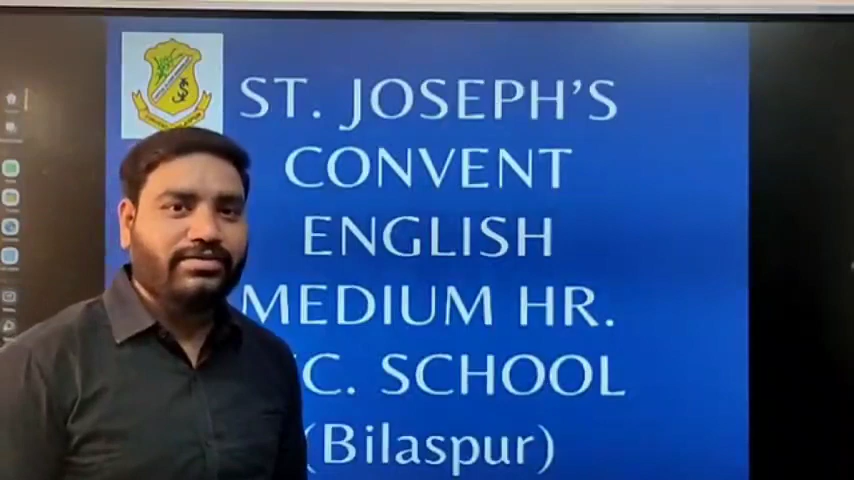 ST. JOSEPH'S
CONVENT
ENGLISH
MEDIUM HR.
C. SCHOOL
(Bilaspur)